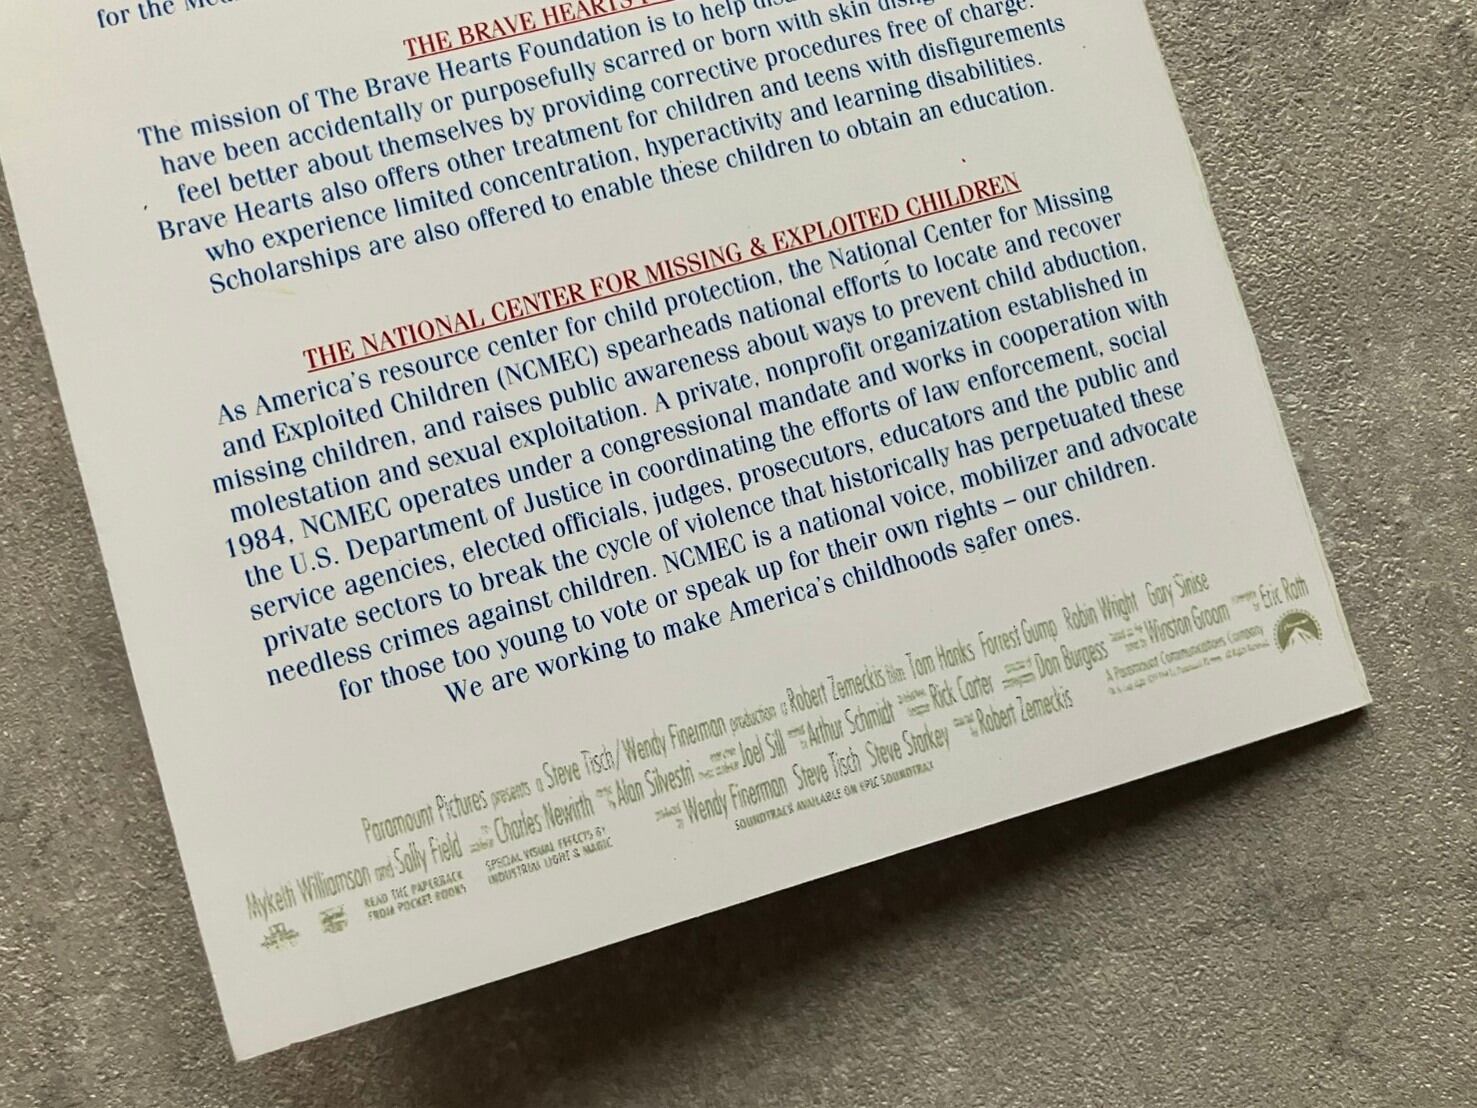 for the
THE BRAVE HEARTS
The mission of The Brave Hearts Foundation is to help
have been accidentally or purposefully scarred or born with skin
feel better about themselves by providing corrective procedures free of charge.
Brave Hearts also offers other treatment for children and teens with disfigurements
who experience limited concentration, hyperactivity and learning disabilities.
Scholarships are also offered to enable these children to obtain an education.
THE NATIONAL CENTER FOR MISSING & EXPLOITED CHILDREN
As America's resource center for child protection, the National Center for Missing
and Exploited Children (NCMEC) spearheads national efforts to locate and recover
missing children, and raises public awareness about ways to prevent child abduction,
molestation and sexual exploitation. A private, nonprofit organization established in
1984, NCMEC operates under a congressional mandate and works in cooperation with
the U.S. Department of Justice in coordinating the efforts of law enforcement, social
service agencies, elected officials, judges, prosecutors, educators and the public and
private sectors to break the cycle of violence that historically has perpetuated these
needless crimes against children. NCMEC is a national voice, mobilizer and advocate
for those too young to vote or speak up for their own rights – our children.
We are working to make America's childhoods safer ones.
Paramount Pictures presents a Steve Tisch/Wendy Finerman production a Robert Zemeckis film Tom Hanks Forrest Gump Robin Wright Gary Sinise
Mykelti Williamson and Sally Field Charles Newirth Alan Silvestri Joel Sill Arthur Schmidt Rick Carter Don Burgess Winston Groom Eric Roth
READ THE PAPERBACK
FROM POCKET BOOKS
SPECIAL VISUAL EFFECTS BY
INDUSTRIAL LIGHT & MAGIC
Wendy Finerman Steve Tisch Steve Starkey Robert Zemeckis
SOUNDTRACK AVAILABLE ON EPIC SOUNDTRAX
A Paramount Communications Company